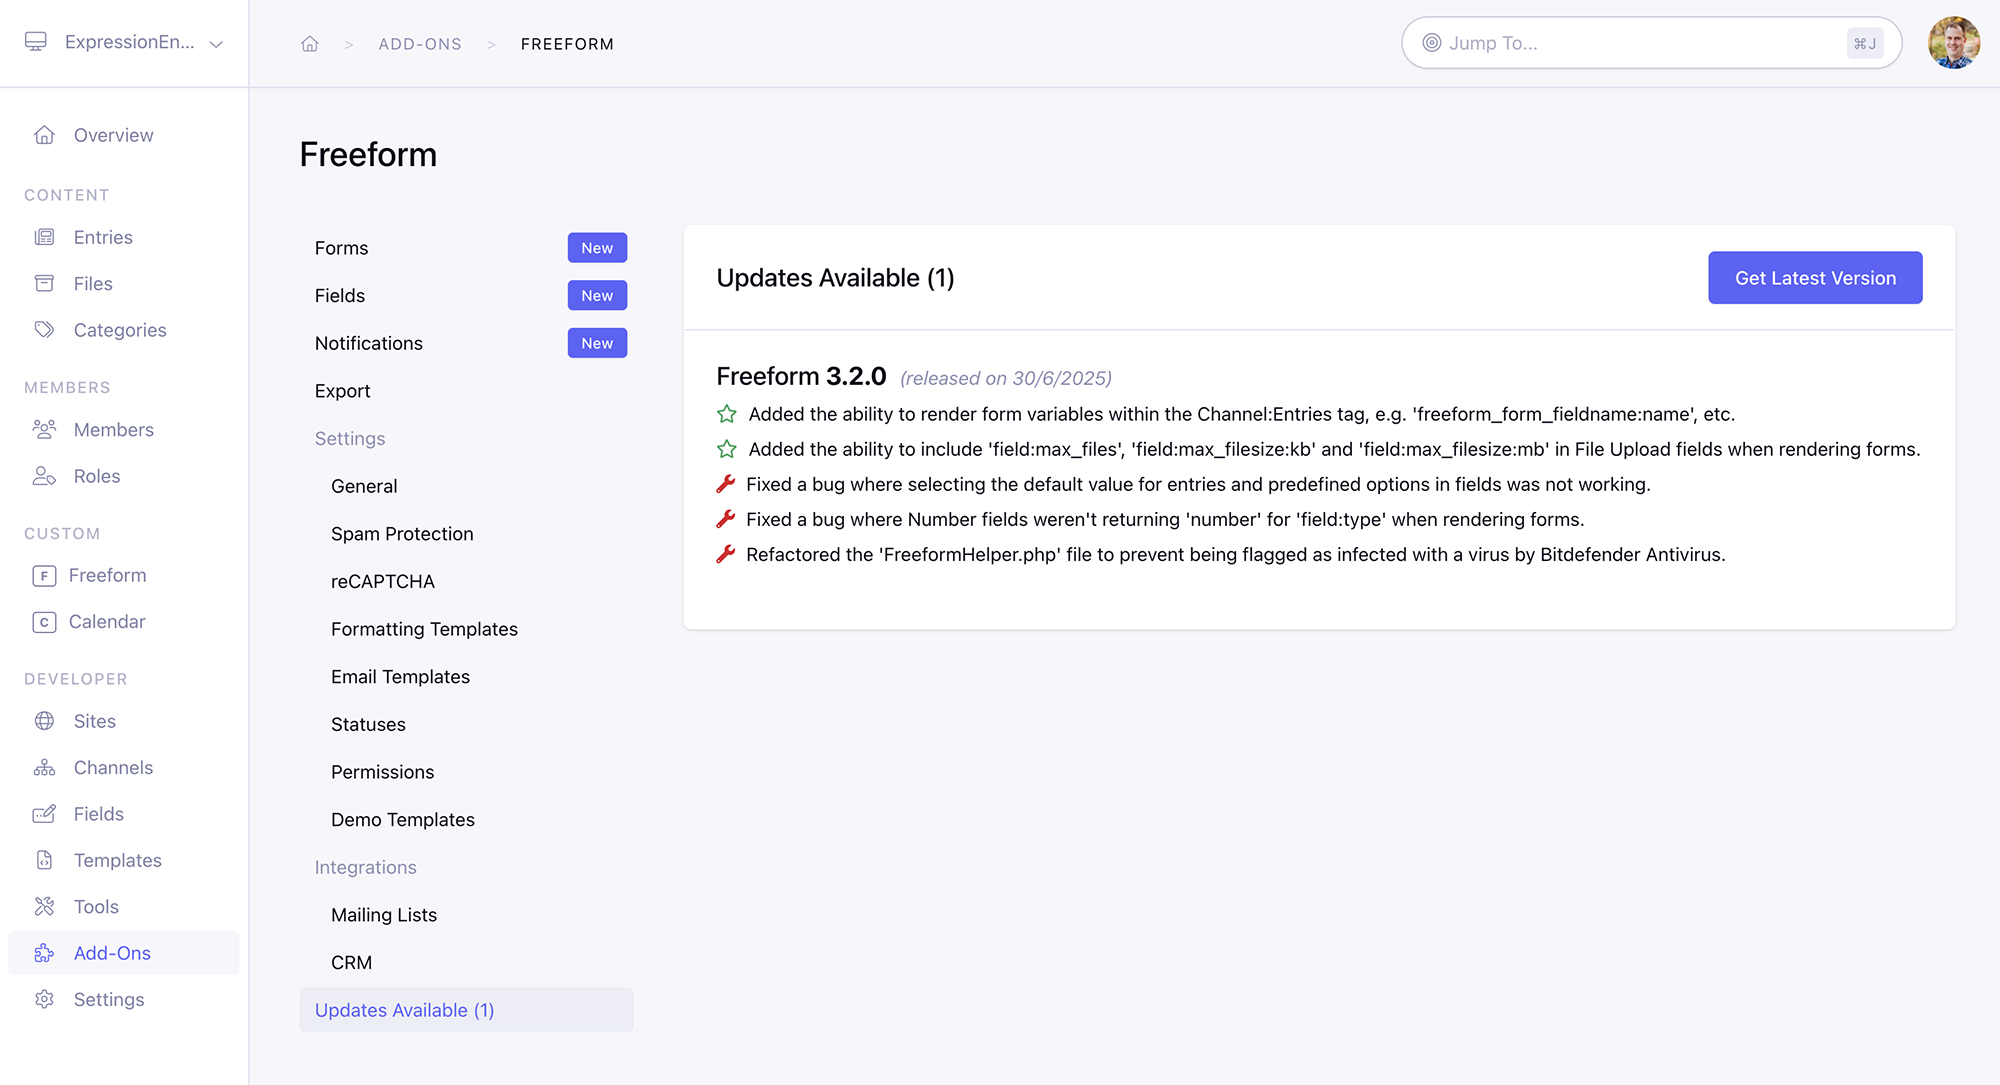 ExpressionEn...
> ADD-ONS > FREEFORM
Jump To...
⌘J
Overview
CONTENT
Entries
Files
Categories
MEMBERS
Members
Roles
CUSTOM
F Freeform
C Calendar
DEVELOPER
Sites
Channels
Fields
Templates
Tools
Add-Ons
Settings
Freeform
Forms New
Fields New
Notifications New
Export
Settings
General
Spam Protection
reCAPTCHA
Formatting Templates
Email Templates
Statuses
Permissions
Demo Templates
Integrations
Mailing Lists
CRM
Updates Available (1)
Updates Available (1)
Get Latest Version
Freeform 3.2.0 (released on 30/6/2025)
Added the ability to render form variables within the Channel:Entries tag, e.g. 'freeform_form_fieldname:name', etc.
Added the ability to include 'field:max_files', 'field:max_filesize:kb' and 'field:max_filesize:mb' in File Upload fields when rendering forms.
Fixed a bug where selecting the default value for entries and predefined options in fields was not working.
Fixed a bug where Number fields weren't returning 'number' for 'field:type' when rendering forms.
Refactored the 'FreeformHelper.php' file to prevent being flagged as infected with a virus by Bitdefender Antivirus.